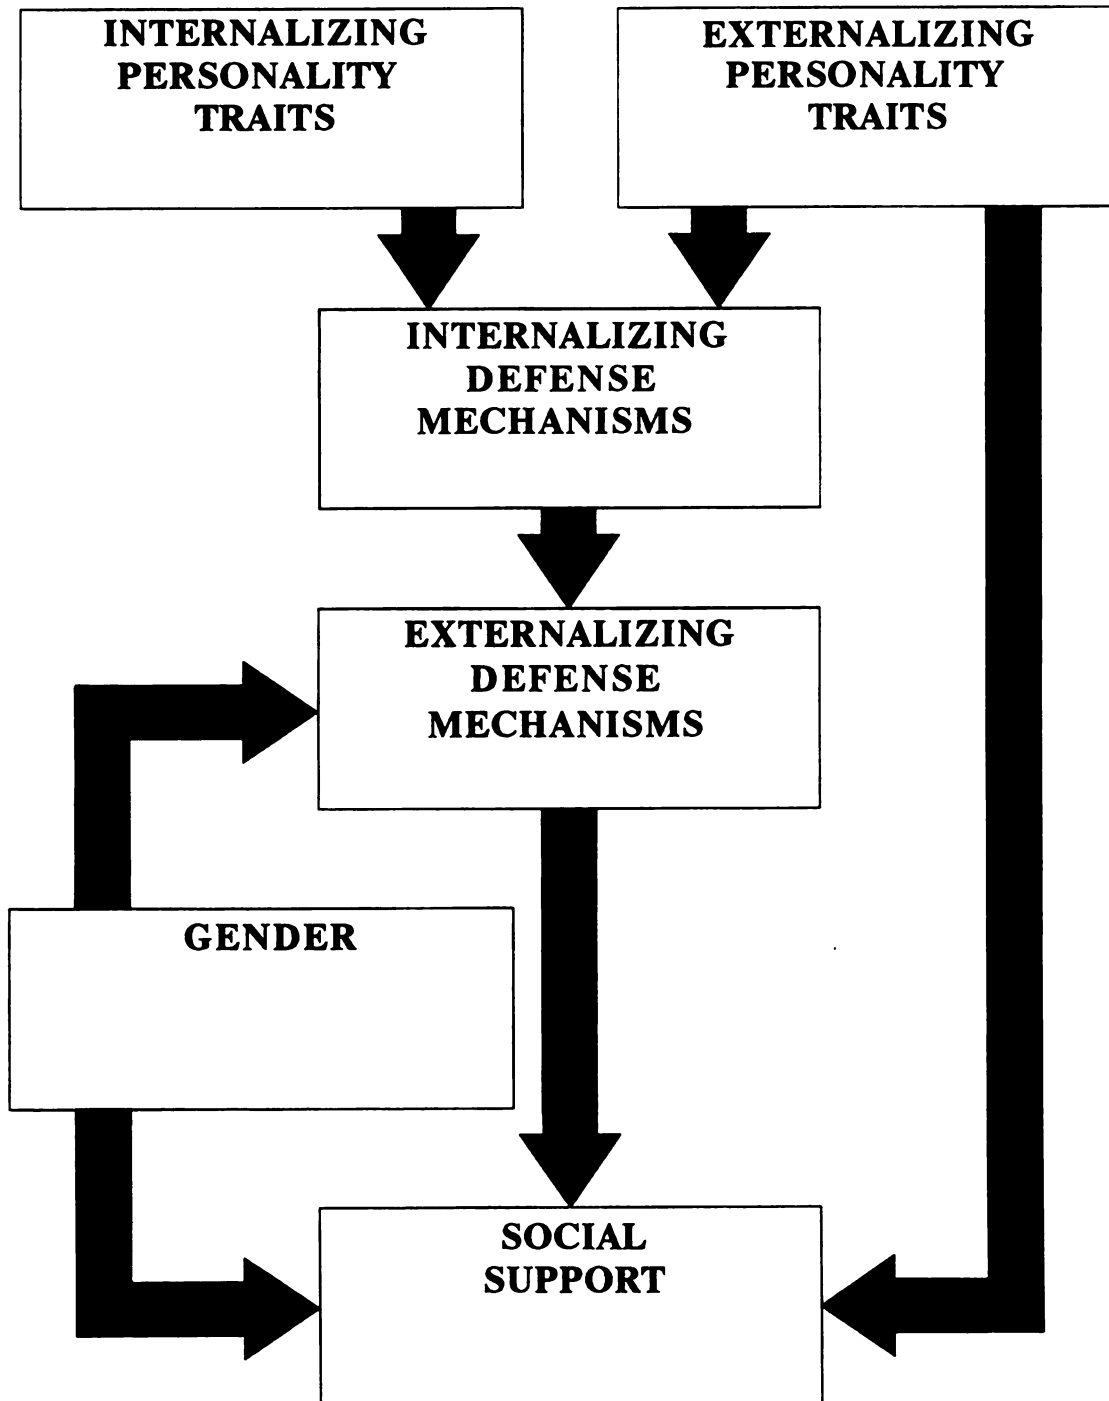 INTERNALIZING
PERSONALITY
TRAITS
EXTERNALIZING
PERSONALITY
TRAITS
INTERNALIZING
DEFENSE
MECHANISMS
EXTERNALIZING
DEFENSE
MECHANISMS
GENDER
SOCIAL
SUPPORT